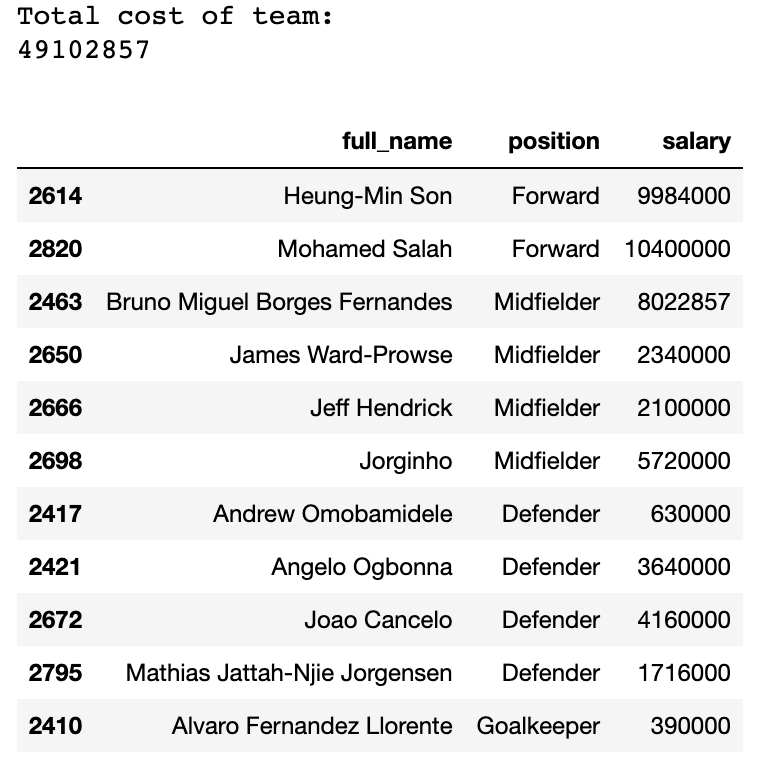 Total cost of team:
49102857
full_name position salary
2614 Heung-Min Son Forward 9984000
2820 Mohamed Salah Forward 10400000
2463 Bruno Miguel Borges Fernandes Midfielder 8022857
2650 James Ward-Prowse Midfielder 2340000
2666 Jeff Hendrick Midfielder 2100000
2698 Jorginho Midfielder 5720000
2417 Andrew Omobamidele Defender 630000
2421 Angelo Ogbonna Defender 3640000
2672 Joao Cancelo Defender 4160000
2795 Mathias Jattah-Njie Jorgensen Defender 1716000
2410 Alvaro Fernandez Llorente Goalkeeper 390000